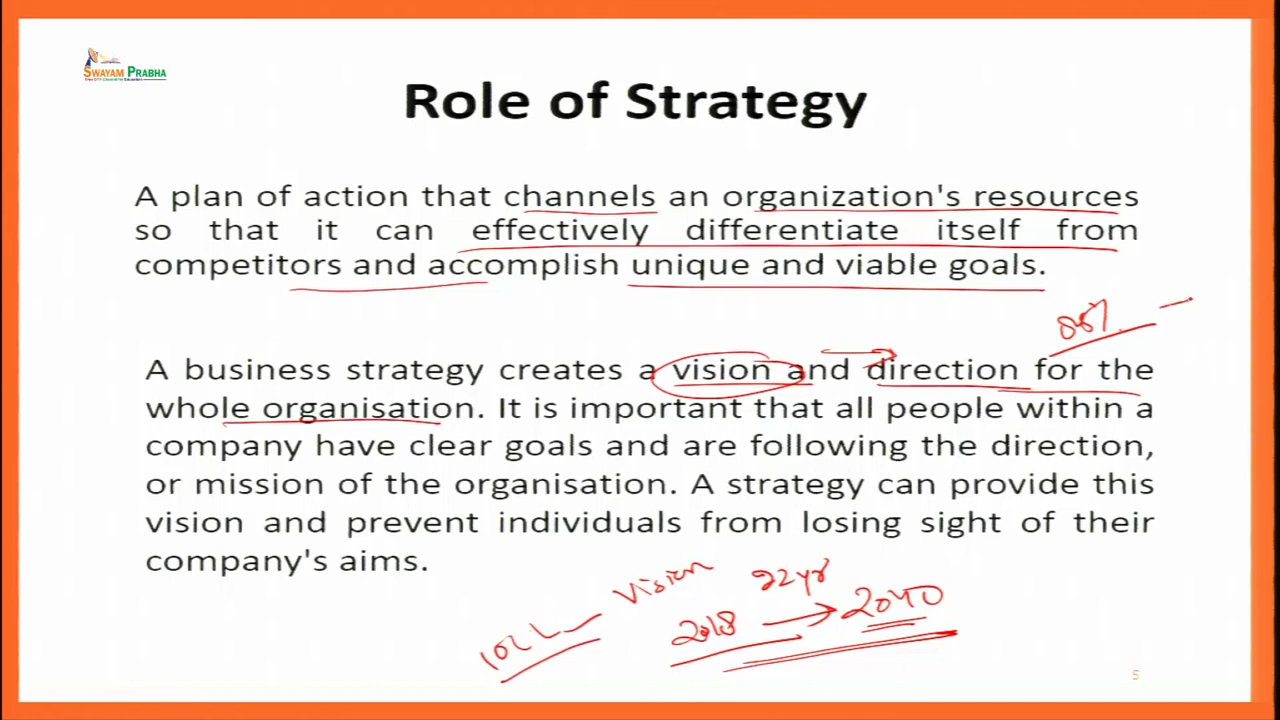 SWAYAM PRABHA
Role of Strategy
A plan of action that channels an organization's resources
so that it can effectively differentiate itself from
competitors and accomplish unique and viable goals.
A business strategy creates a vision and direction for the
whole organisation. It is important that all people within a
company have clear goals and are following the direction,
or mission of the organisation. A strategy can provide this
vision and prevent individuals from losing sight of their
company's aims.
Vision
22yr
2018 → 2040
IOCL
5